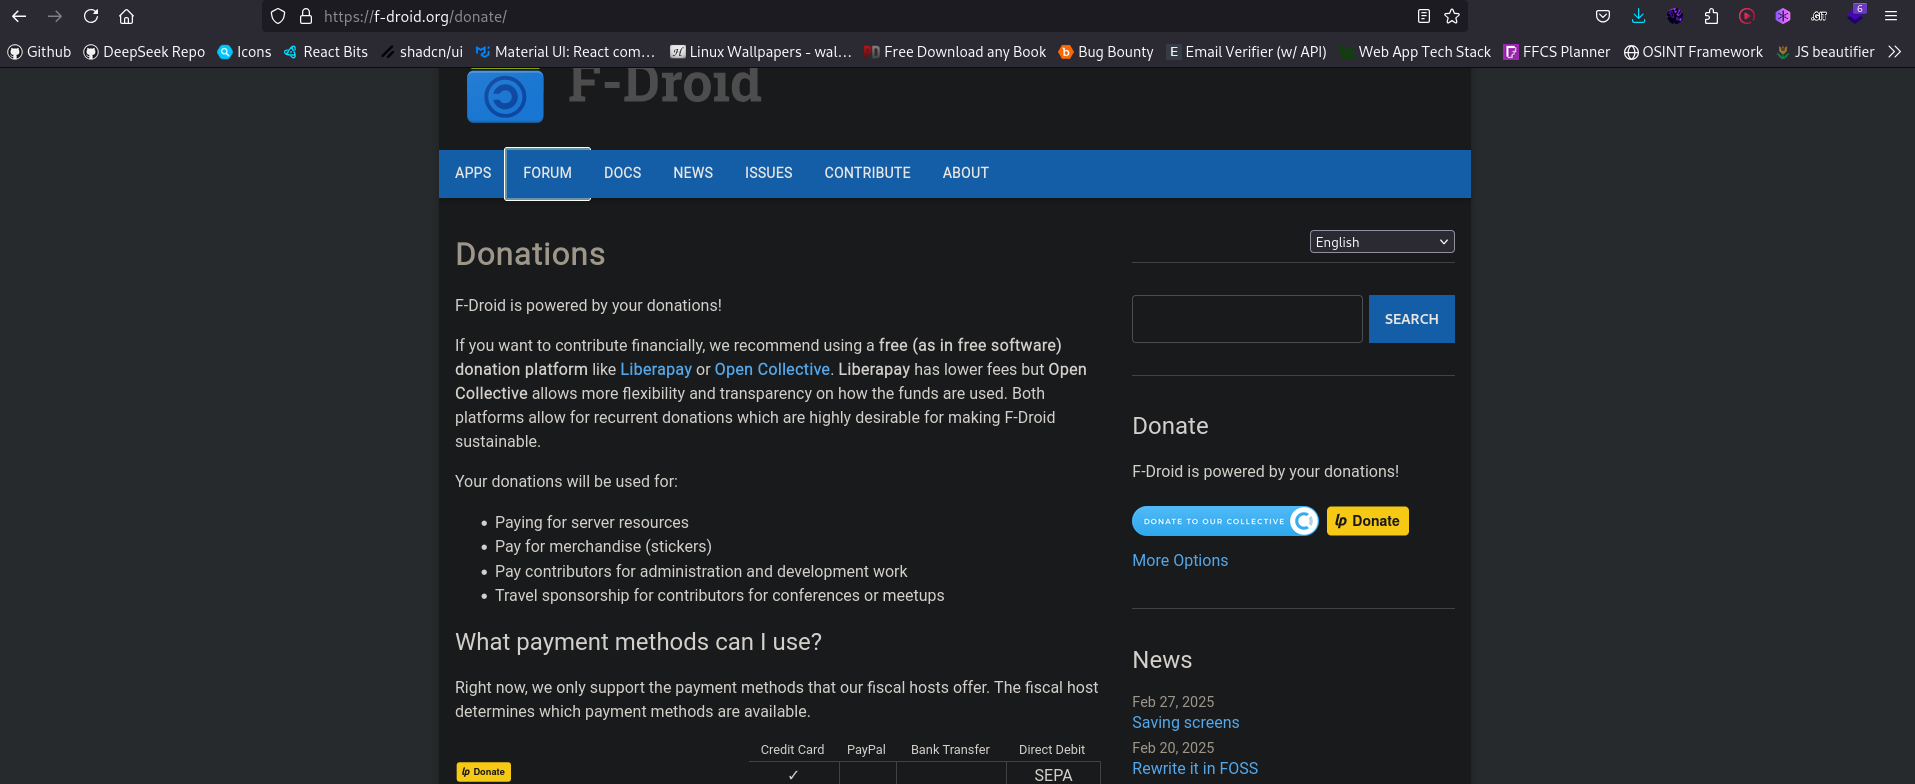 https://f-droid.org/donate/
6
Github
DeepSeek Repo
Icons
React Bits
shadcn/ui
Material UI: React com…
Linux Wallpapers - wal…
Free Download any Book
Bug Bounty
Email Verifier (w/ API)
Web App Tech Stack
FFCS Planner
OSINT Framework
JS beautifier
F-Droid
APPS
FORUM
DOCS
NEWS
ISSUES
CONTRIBUTE
ABOUT
Donations
F-Droid is powered by your donations!
If you want to contribute financially, we recommend using a free (as in free software)
donation platform like Liberapay or Open Collective. Liberapay has lower fees but Open
Collective allows more flexibility and transparency on how the funds are used. Both
platforms allow for recurrent donations which are highly desirable for making F-Droid
sustainable.
Your donations will be used for:
• Paying for server resources
• Pay for merchandise (stickers)
• Pay contributors for administration and development work
• Travel sponsorship for contributors for conferences or meetups
What payment methods can I use?
Right now, we only support the payment methods that our fiscal hosts offer. The fiscal host
determines which payment methods are available.
Credit Card PayPal Bank Transfer Direct Debit
lp Donate ✓ SEPA
English
SEARCH
Donate
F-Droid is powered by your donations!
DONATE TO OUR COLLECTIVE
lp Donate
More Options
News
Feb 27, 2025
Saving screens
Feb 20, 2025
Rewrite it in FOSS